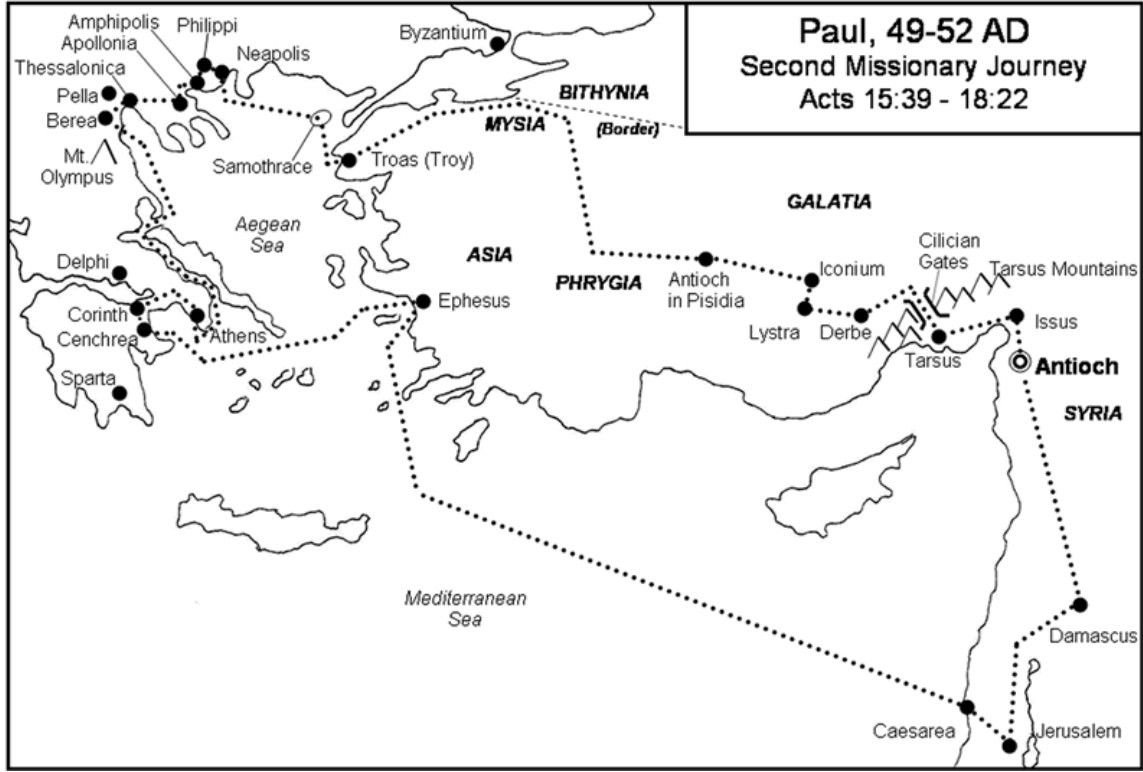 Paul, 49-52 AD
Second Missionary Journey
Acts 15:39 - 18:22
Amphipolis
Philippi
Apollonia
Neapolis
Thessalonica
Byzantium
Pella
Berea
BITHYNIA
MYSIA
(Border)
Mt.
Olympus
Samothrace
Troas (Troy)
GALATIA
Aegean
Sea
ASIA
PHRYGIA
Cilician
Gates
Tarsus Mountains
Delphi
Antioch
in Pisidia
Iconium
Ephesus
Corinth
Cenchrea
Athens
Lystra
Derbe
Tarsus
Issus
Antioch
Sparta
SYRIA
Mediterranean
Sea
Damascus
Caesarea
Jerusalem